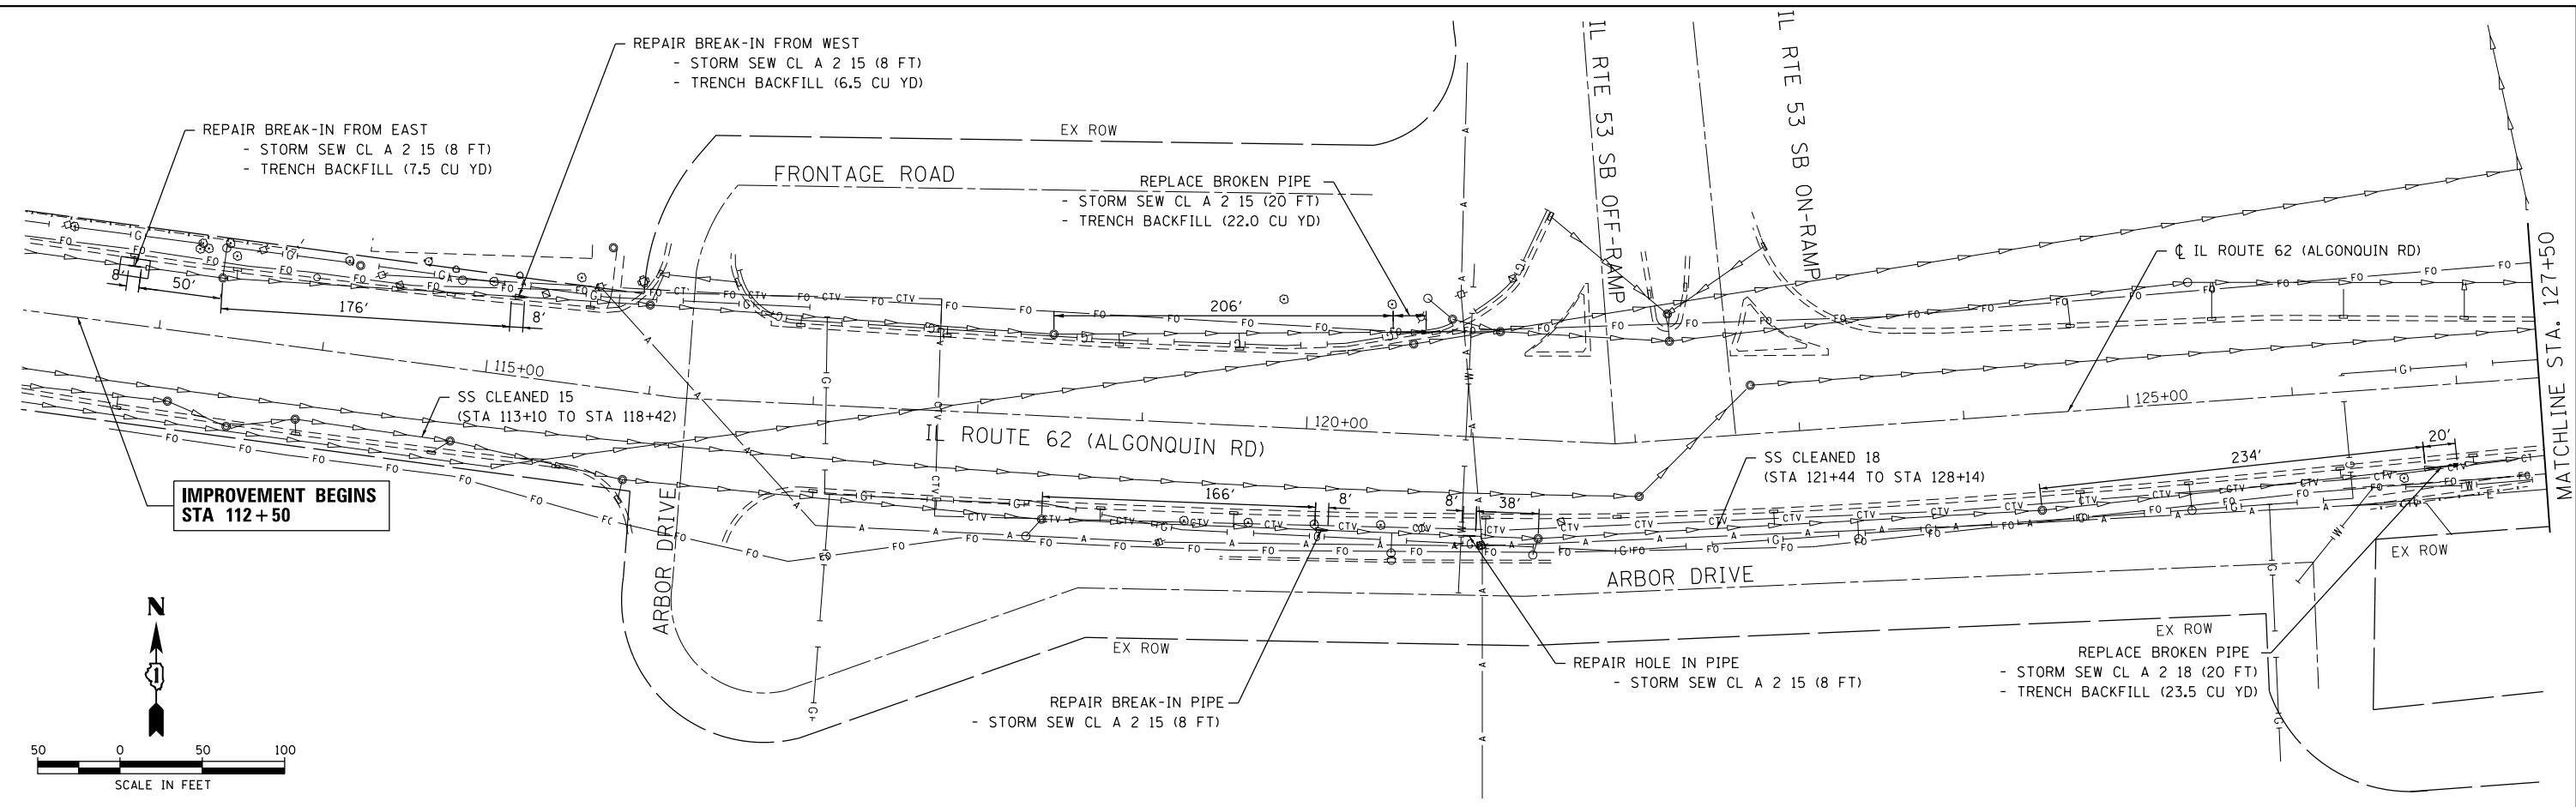 REPAIR BREAK-IN FROM WEST
- STORM SEW CL A 2 15 (8 FT)
- TRENCH BACKFILL (6.5 CU YD)
REPAIR BREAK-IN FROM EAST
- STORM SEW CL A 2 15 (8 FT)
- TRENCH BACKFILL (7.5 CU YD)
EX ROW
FRONTAGE ROAD
REPLACE BROKEN PIPE
- STORM SEW CL A 2 15 (20 FT)
- TRENCH BACKFILL (22.0 CU YD)
IL RTE 53 SB OFF-RAMP
IL RTE 53 SB ON-RAMP
℄ IL ROUTE 62 (ALGONQUIN RD)
MATCHLINE STA. 127+50
8'
50'
176'
8'
206'
115+00
120+00
125+00
SS CLEANED 15
(STA 113+10 TO STA 118+42)
IL ROUTE 62 (ALGONQUIN RD)
SS CLEANED 18
(STA 121+44 TO STA 128+14)
234'
20'
IMPROVEMENT BEGINS
STA 112+50
166'
8'
8'
38'
ARBOR DRIVE
ARBOR DRIVE
EX ROW
EX ROW
EX ROW
REPAIR HOLE IN PIPE
- STORM SEW CL A 2 15 (8 FT)
REPLACE BROKEN PIPE
- STORM SEW CL A 2 18 (20 FT)
- TRENCH BACKFILL (23.5 CU YD)
REPAIR BREAK-IN PIPE
- STORM SEW CL A 2 15 (8 FT)
N
50 0 50 100
SCALE IN FEET